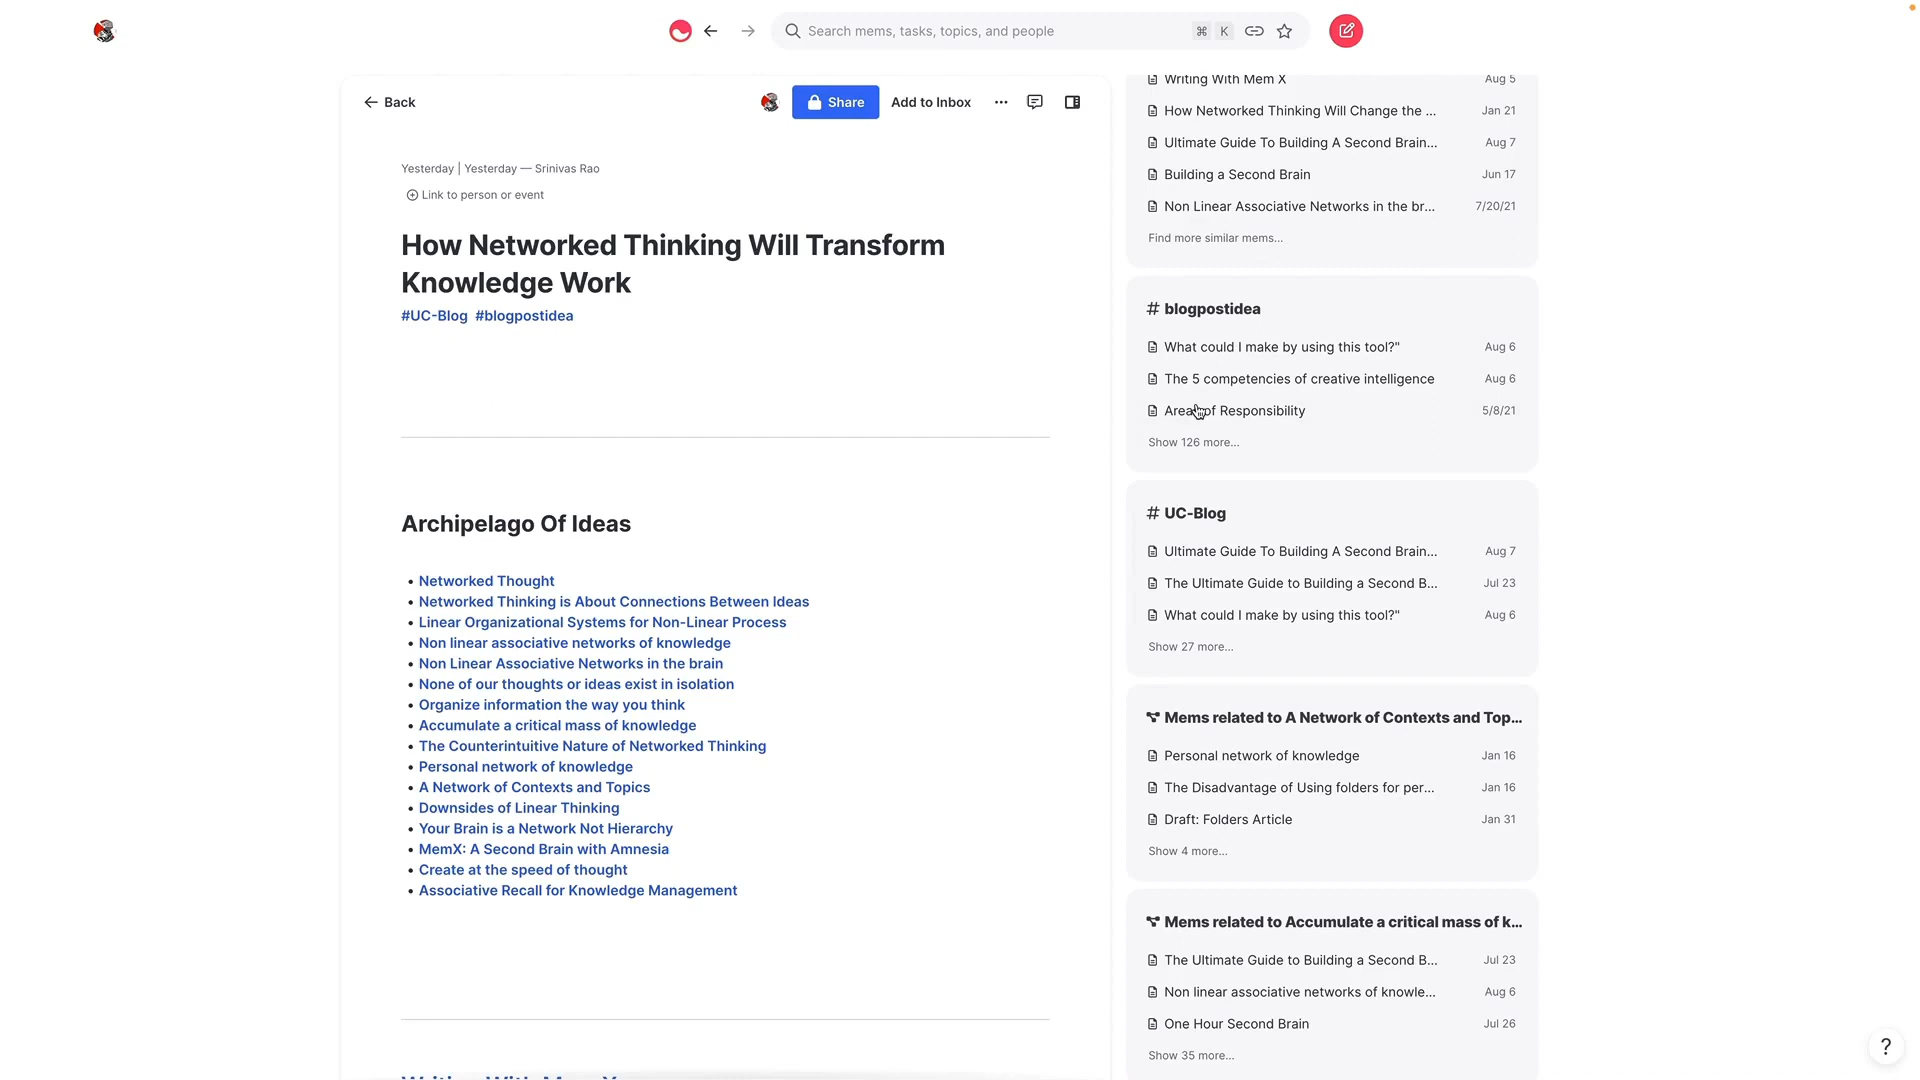 Search mems, tasks, topics, and people
⌘ K
Back
Share
Add to Inbox
Yesterday | Yesterday — Srinivas Rao
Link to person or event
How Networked Thinking Will Transform
Knowledge Work
#UC-Blog #blogpostidea
Archipelago Of Ideas
• Networked Thought
• Networked Thinking is About Connections Between Ideas
• Linear Organizational Systems for Non-Linear Process
• Non linear associative networks of knowledge
• Non Linear Associative Networks in the brain
• None of our thoughts or ideas exist in isolation
• Organize information the way you think
• Accumulate a critical mass of knowledge
• The Counterintuitive Nature of Networked Thinking
• Personal network of knowledge
• A Network of Contexts and Topics
• Downsides of Linear Thinking
• Your Brain is a Network Not Hierarchy
• MemX: A Second Brain with Amnesia
• Create at the speed of thought
• Associative Recall for Knowledge Management
Writing With Mem X
Writing With Mem X Aug 5
How Networked Thinking Will Change the ... Jan 21
Ultimate Guide To Building A Second Brain... Aug 7
Building a Second Brain Jun 17
Non Linear Associative Networks in the br... 7/20/21
Find more similar mems...
# blogpostidea
What could I make by using this tool?" Aug 6
The 5 competencies of creative intelligence Aug 6
Areas of Responsibility 5/8/21
Show 126 more...
# UC-Blog
Ultimate Guide To Building A Second Brain... Aug 7
The Ultimate Guide to Building a Second B... Jul 23
What could I make by using this tool?" Aug 6
Show 27 more...
Mems related to A Network of Contexts and Top...
Personal network of knowledge Jan 16
The Disadvantage of Using folders for per... Jan 16
Draft: Folders Article Jan 31
Show 4 more...
Mems related to Accumulate a critical mass of k...
The Ultimate Guide to Building a Second B... Jul 23
Non linear associative networks of knowle... Aug 6
One Hour Second Brain Jul 26
Show 35 more...
?